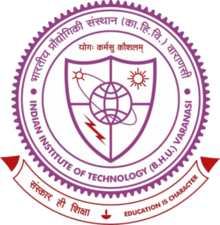 भारतीय प्रौद्योगिकी संस्थान (का.हि.वि.) वाराणसी
योगः कर्मसु कौशलम्
INDIAN INSTITUTE OF TECHNOLOGY (B.H.U.) VARANASI
संस्कार ही शिक्षा
EDUCATION IS CHARACTER